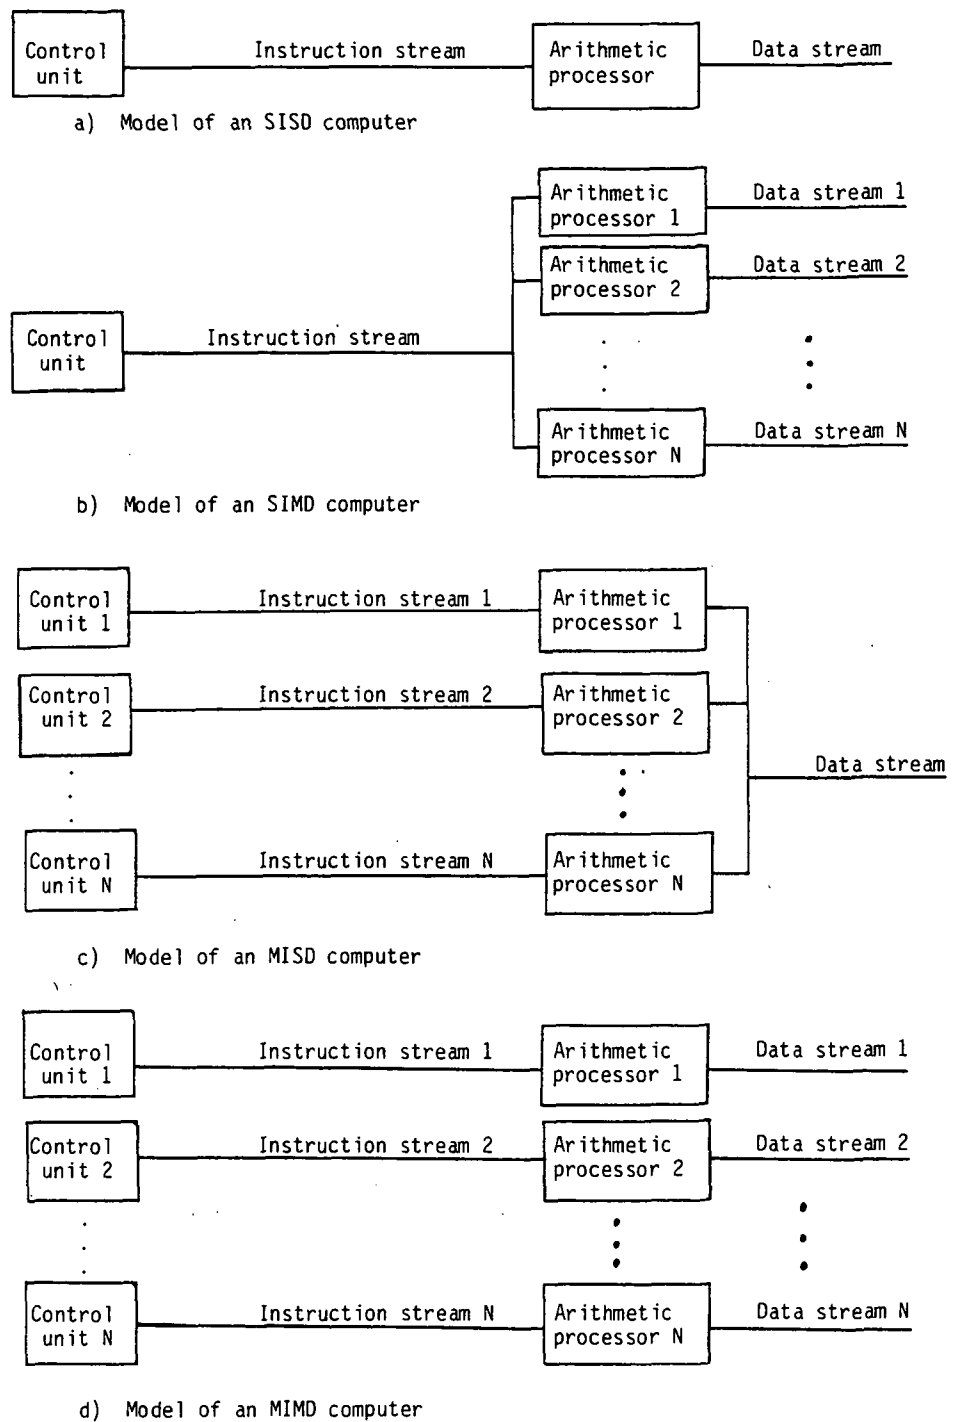 Control
unit
Instruction stream
Arithmetic
processor
Data stream
a) Model of an SISD computer
Arithmetic
processor 1
Data stream 1
Arithmetic
processor 2
Data stream 2
Control
unit
Instruction stream
Arithmetic
processor N
Data stream N
b) Model of an SIMD computer
Control
unit 1
Instruction stream 1
Arithmetic
processor 1
Control
unit 2
Instruction stream 2
Arithmetic
processor 2
Data stream
Control
unit N
Instruction stream N
Arithmetic
processor N
c) Model of an MISD computer
Control
unit 1
Instruction stream 1
Arithmetic
processor 1
Data stream 1
Control
unit 2
Instruction stream 2
Arithmetic
processor 2
Data stream 2
Control
unit N
Instruction stream N
Arithmetic
processor N
Data stream N
d) Model of an MIMD computer